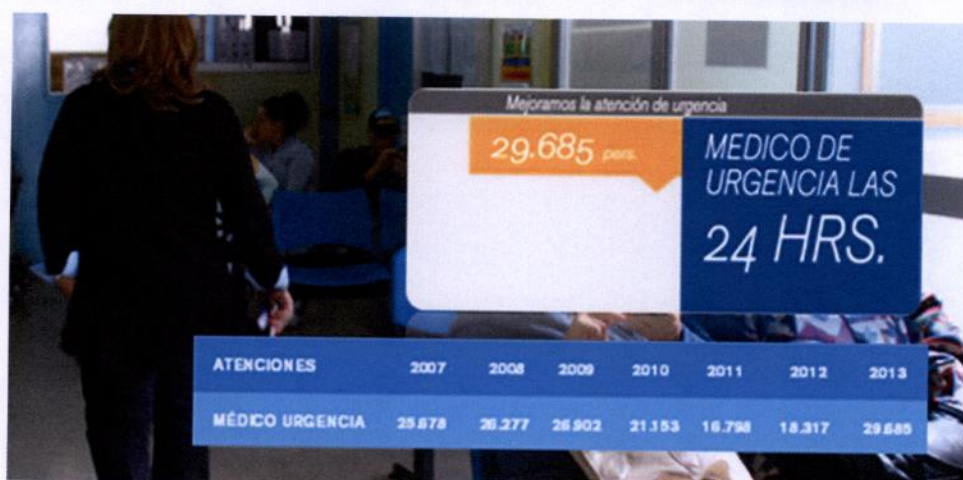 Mejoramos la atención de urgencia
29.685 pers.
MEDICO DE
URGENCIA LAS
24 HRS.
ATENCIONES 2007 2008 2009 2010 2011 2012 2013
MÉDICO URGENCIA 25.678 26.277 26.902 21.153 16.798 18.317 29.685